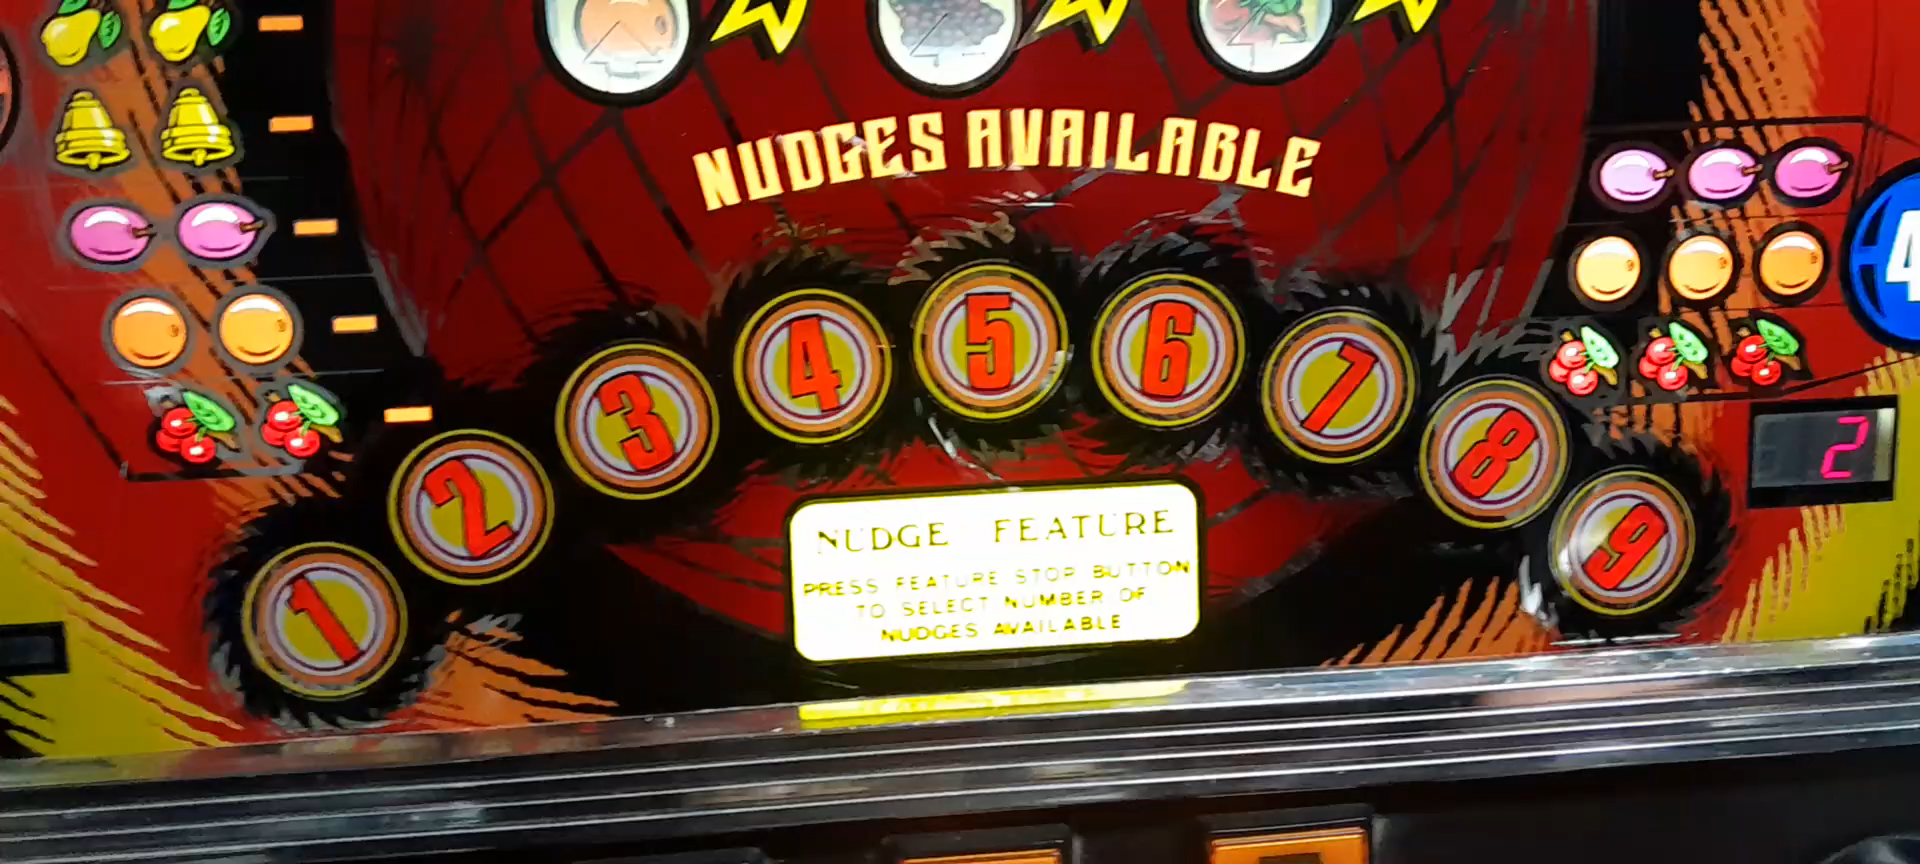 NUDGES AVAILABLE
1 2 3 4 5 6 7 8 9
4
2
NUDGE FEATURE
PRESS FEATURE STOP BUTTON
TO SELECT NUMBER OF
NUDGES AVAILABLE